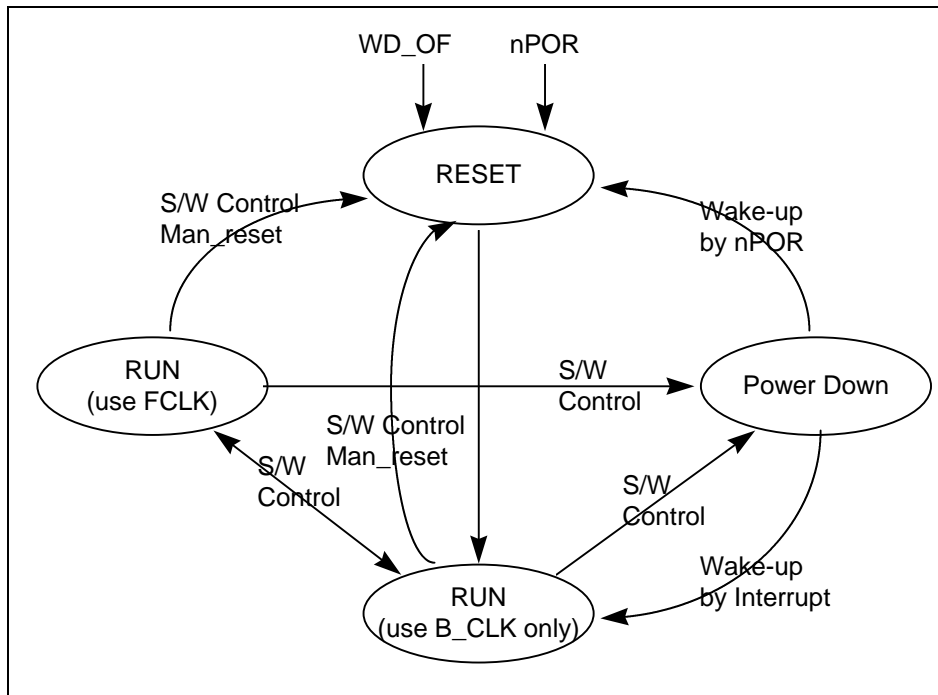 WD_OF
nPOR
RESET
S/W Control
Man_reset
Wake-up
by nPOR
RUN
(use FCLK)
S/W
Control
Power Down
S/W Control
Man_reset
S/W
Control
S/W
Control
Wake-up
by Interrupt
RUN
(use B_CLK only)